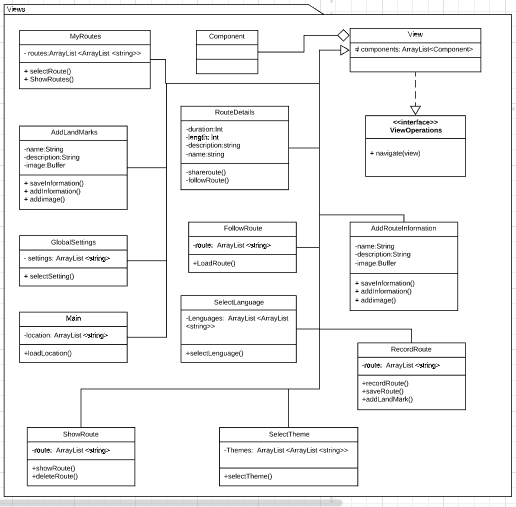 Views
MyRoutes
- routes:ArrayList <ArrayList <string>>
+ selectRoute()
+ ShowRoutes()
Component
View
# components: ArrayList<Component>
<<interface>>
ViewOperations
+ navigate(view)
RouteDetails
-duration:Int
-length: Int
-description:string
-name:string
-shareroute()
-followRoute()
AddLandMarks
-name:String
-description:String
-image:Buffer
+ saveInformation()
+ addInformation()
+ addimage()
GlobalSettings
- settings: ArrayList <string>
+ selectSetting()
FollowRoute
-route: ArrayList <string>
+LoadRoute()
AddRouteInformation
-name:String
-description:String
-image:Buffer
+ saveInformation()
+ addInformation()
+ addimage()
Main
-location: ArrayList <string>
+loadLocation()
SelectLanguage
-Lenguages: ArrayList <ArrayList
<string>>
+selectLenguage()
RecordRoute
-route: ArrayList <string>
+recordRoute()
+saveRoute()
+addLandMark()
ShowRoute
-route: ArrayList <string>
+showRoute()
+deleteRoute()
SelectTheme
-Themes: ArrayList <ArrayList <string>>
+selectTheme()